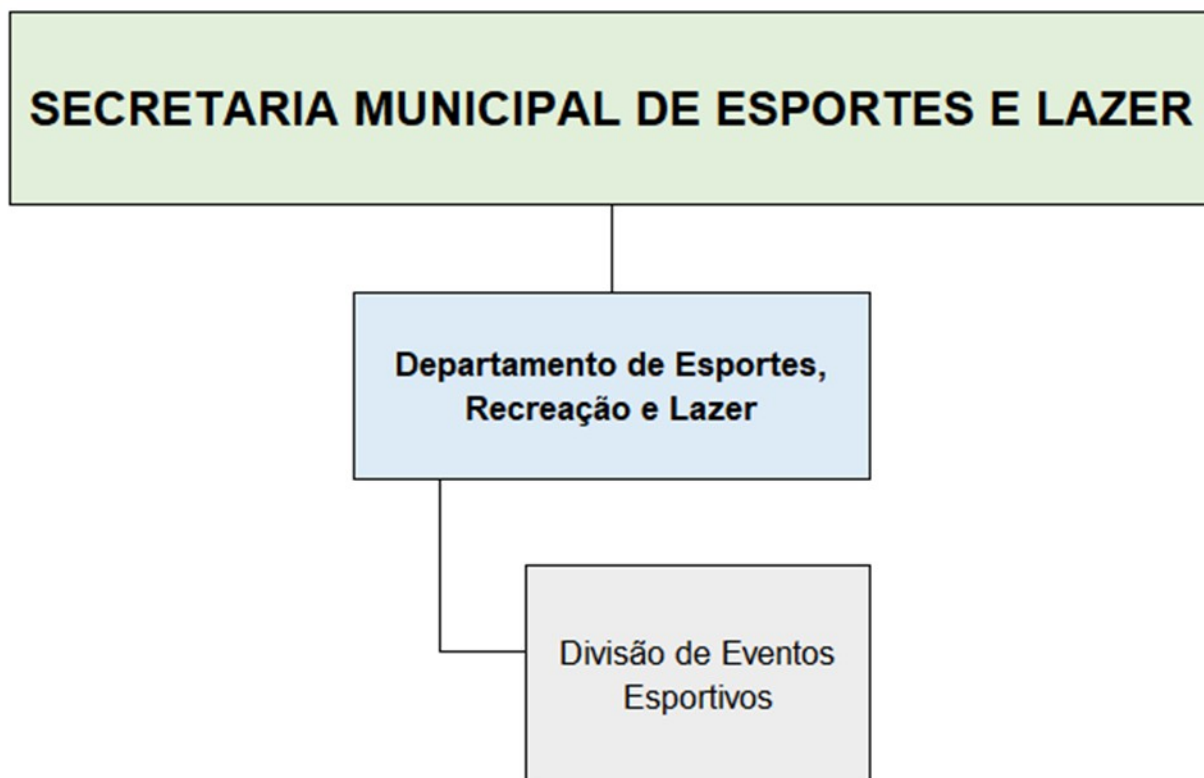 SECRETARIA MUNICIPAL DE ESPORTES E LAZER
Departamento de Esportes,
Recreação e Lazer
Divisão de Eventos
Esportivos